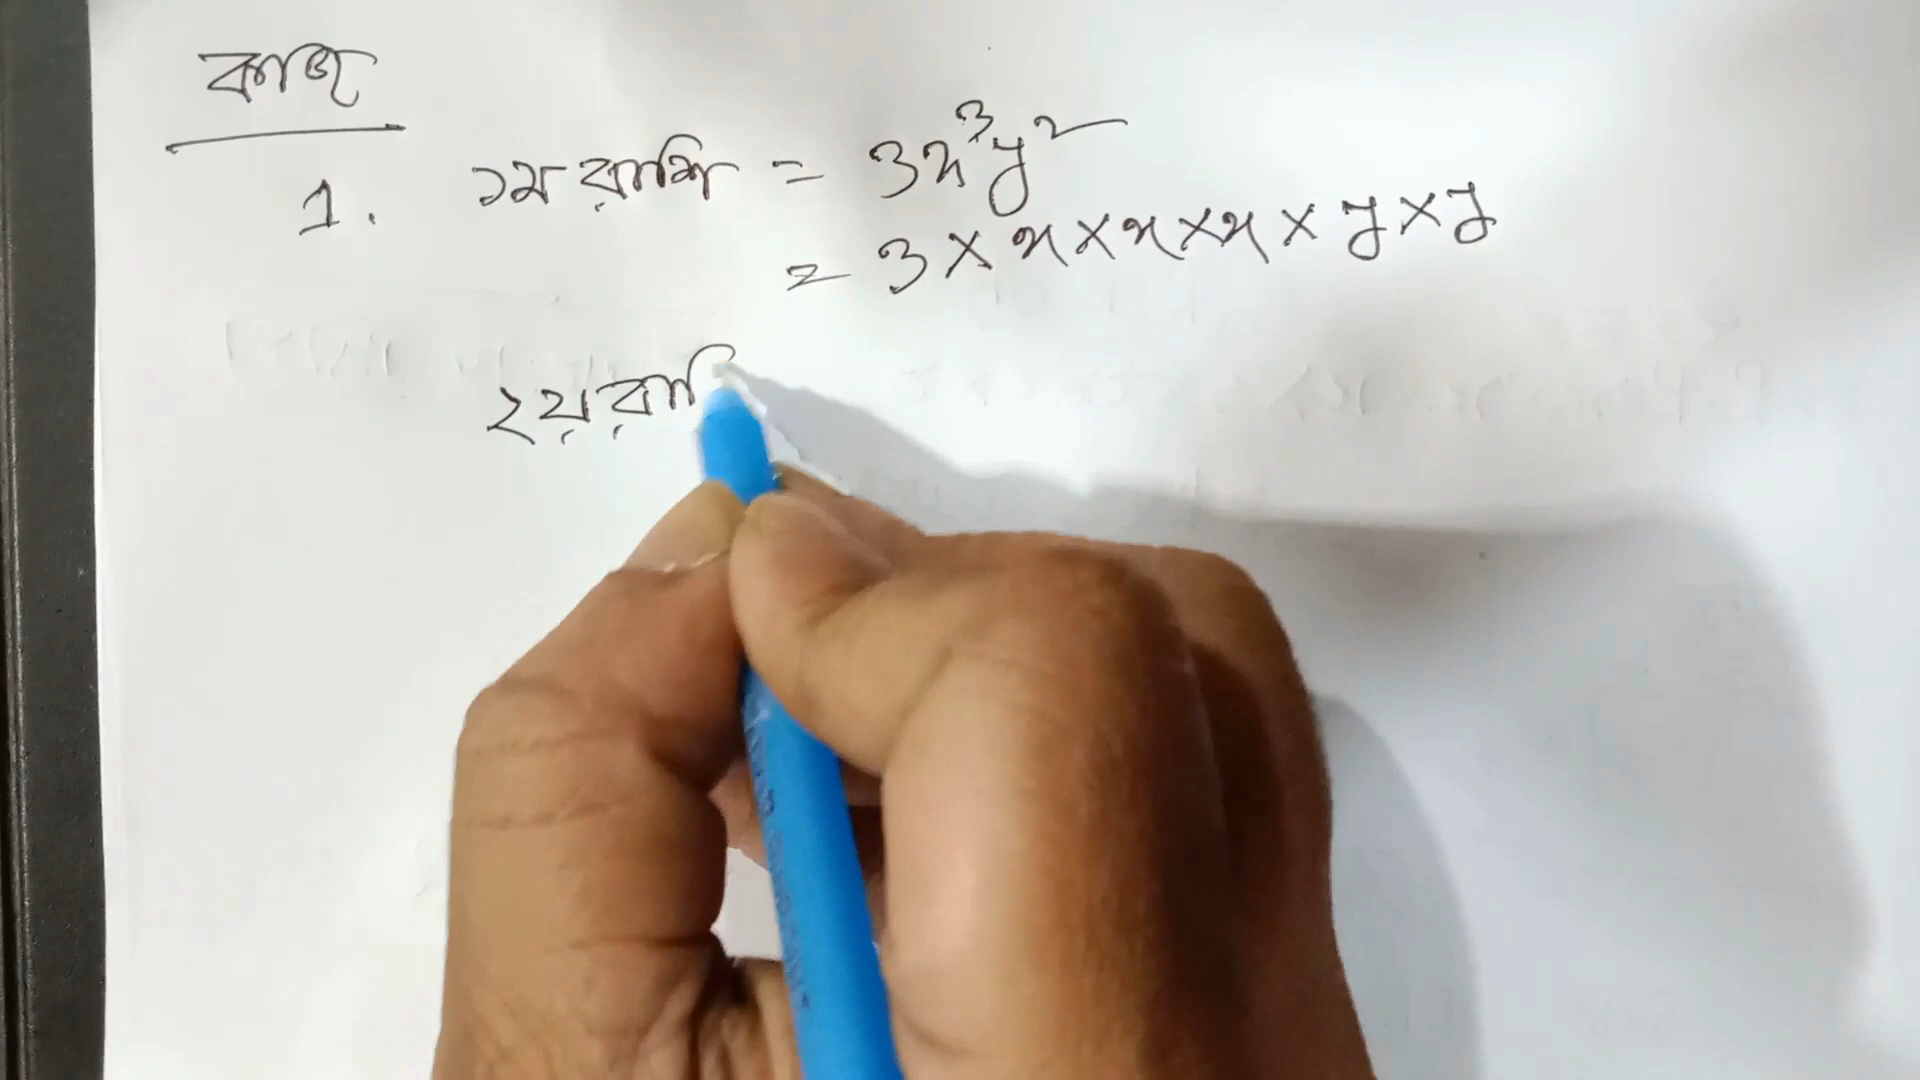 কাজ
1. ১ম রাশি = 3x³y²
= 3 × x × x × x × y × y
২য় রাশি